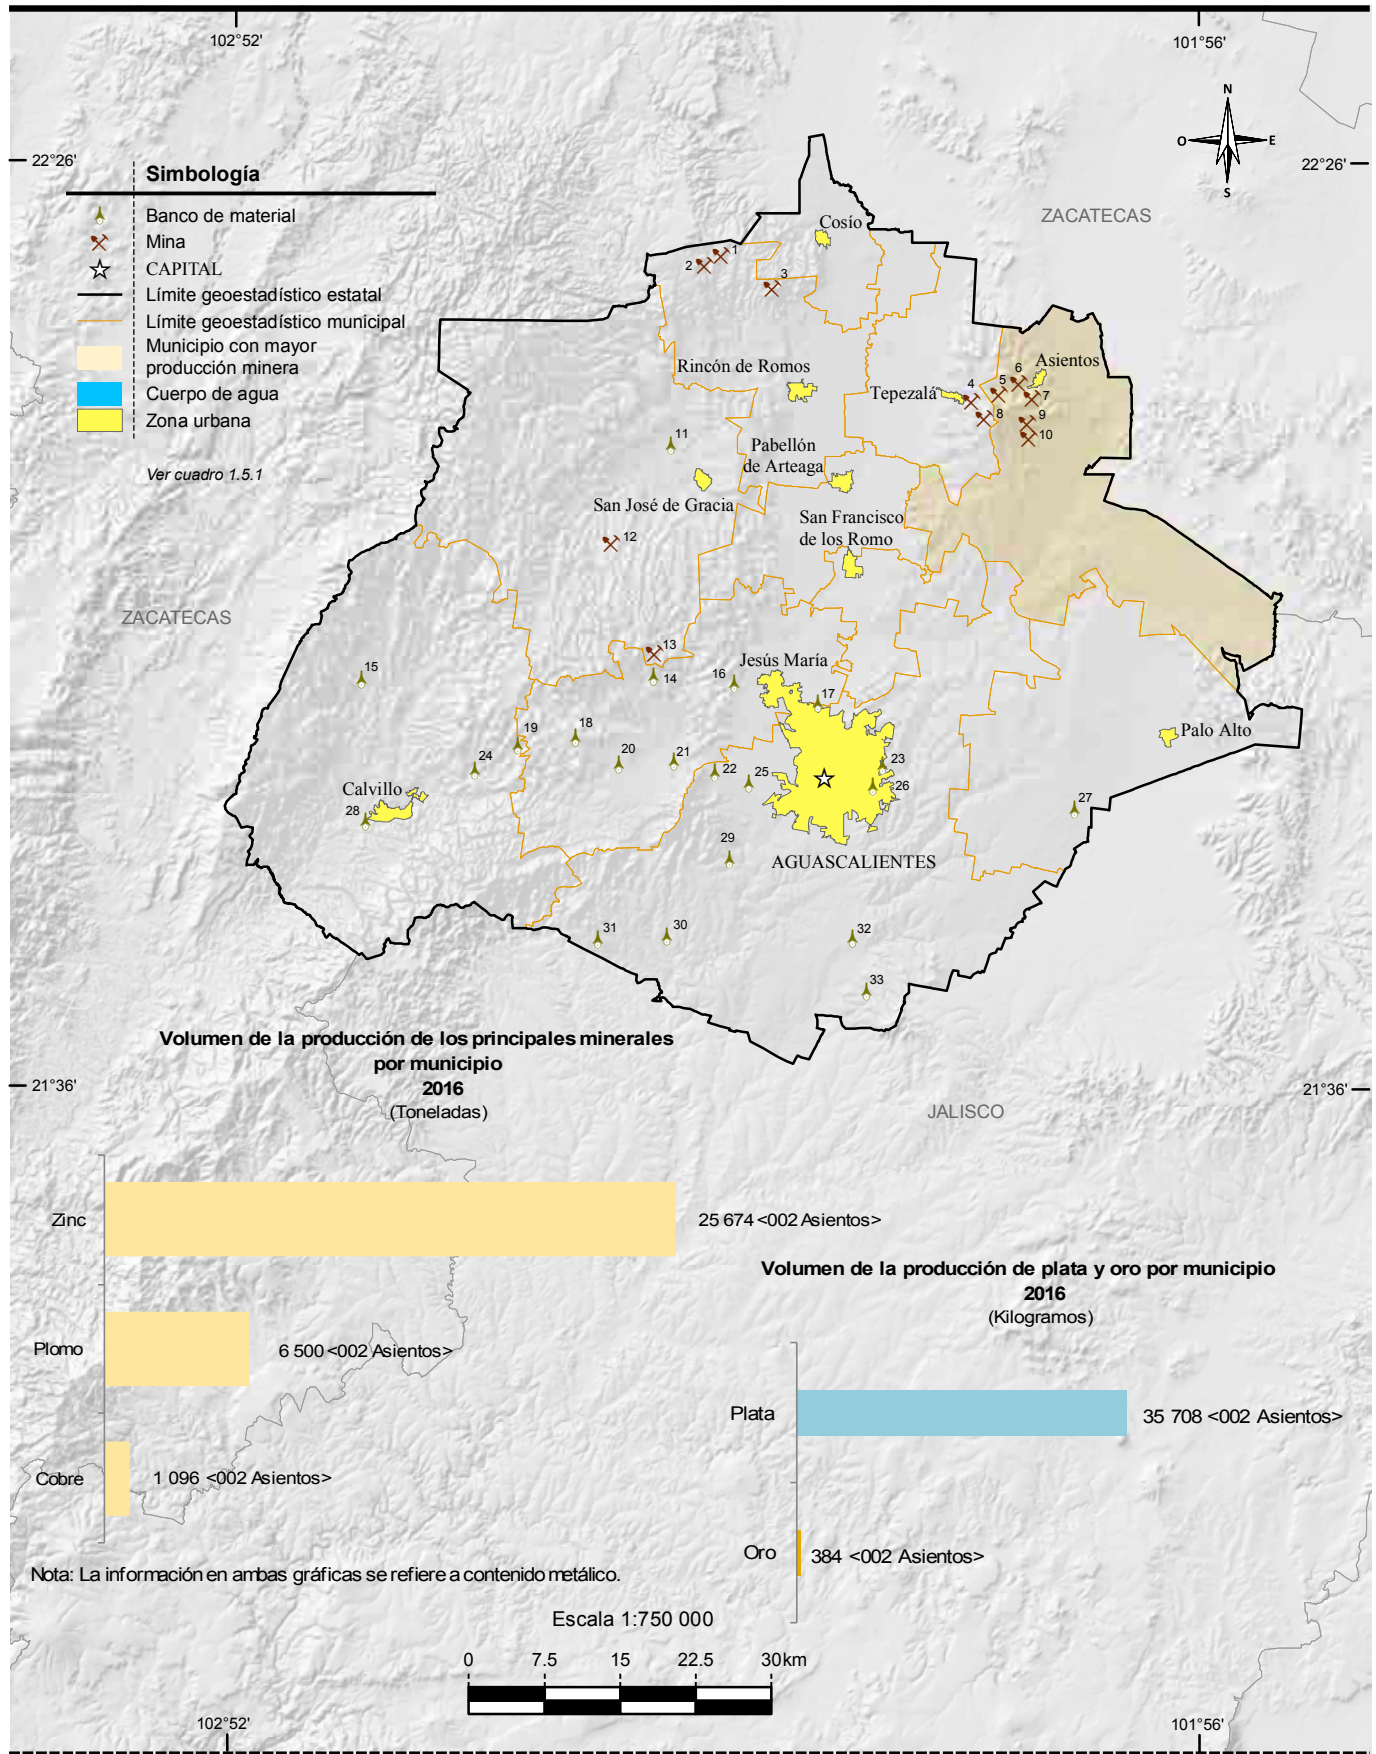 102°52'
101°56'
N
O
E
S
22°26'
22°26'
Simbología
Banco de material
Mina
CAPITAL
Límite geoestadístico estatal
Límite geoestadístico municipal
Municipio con mayor
producción minera
Cuerpo de agua
Zona urbana
Ver cuadro 1.5.1
ZACATECAS
Cosío
1
2
3
Rincón de Romos
Asientos
Tepezalá
4
5
6
7
8
9
10
11
Pabellón
de Arteaga
San José de Gracia
San Francisco
de los Romo
12
ZACATECAS
13
Jesús María
14
15
16
17
18
19
20
21
22
23
24
25
26
27
Palo Alto
Calvillo
28
29
AGUASCALIENTES
30
31
32
33
21°36'
21°36'
JALISCO
Volumen de la producción de los principales minerales
por municipio
2016
(Toneladas)
Zinc
25 674 <002 Asientos>
Plomo
6 500 <002 Asientos>
Cobre
1 096 <002 Asientos>
Volumen de la producción de plata y oro por municipio
2016
(Kilogramos)
Plata
35 708 <002 Asientos>
Oro
384 <002 Asientos>
Nota: La información en ambas gráficas se refiere a contenido metálico.
Escala 1:750 000
0 7.5 15 22.5 30km
102°52'
101°56'